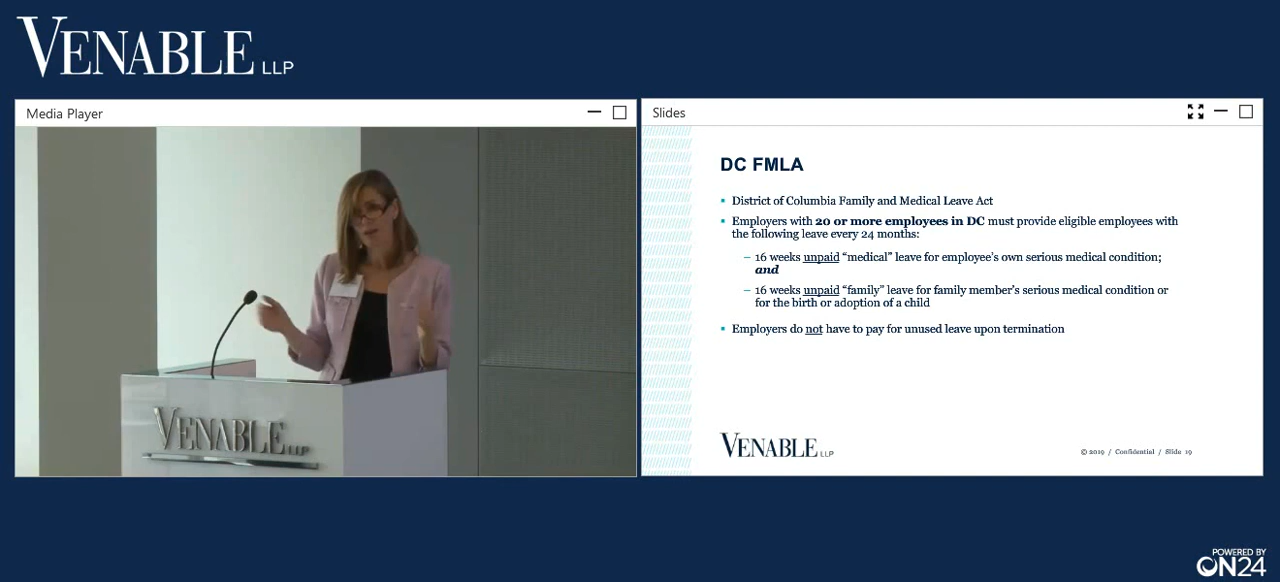 VENABLE LLP
Media Player
Slides
DC FMLA
▪ District of Columbia Family and Medical Leave Act
▪ Employers with 20 or more employees in DC must provide eligible employees with
the following leave every 24 months:
– 16 weeks unpaid “medical” leave for employee’s own serious medical condition;
and
– 16 weeks unpaid “family” leave for family member’s serious medical condition or
for the birth or adoption of a child
▪ Employers do not have to pay for unused leave upon termination
VENABLE LLP
© 2019 / Confidential / Slide 19
VENABLE LLP
POWERED BY
ON24